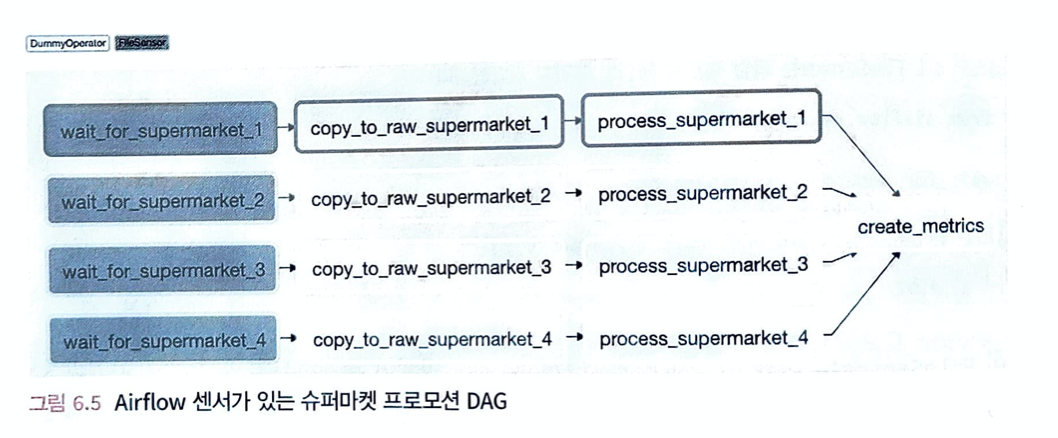 DummyOperator FileSensor
wait_for_supermarket_1 copy_to_raw_supermarket_1 process_supermarket_1
wait_for_supermarket_2 copy_to_raw_supermarket_2 process_supermarket_2
create_metrics
wait_for_supermarket_3 copy_to_raw_supermarket_3 process_supermarket_3
wait_for_supermarket_4 copy_to_raw_supermarket_4 process_supermarket_4
그림 6.5 Airflow 센서가 있는 슈퍼마켓 프로모션 DAG